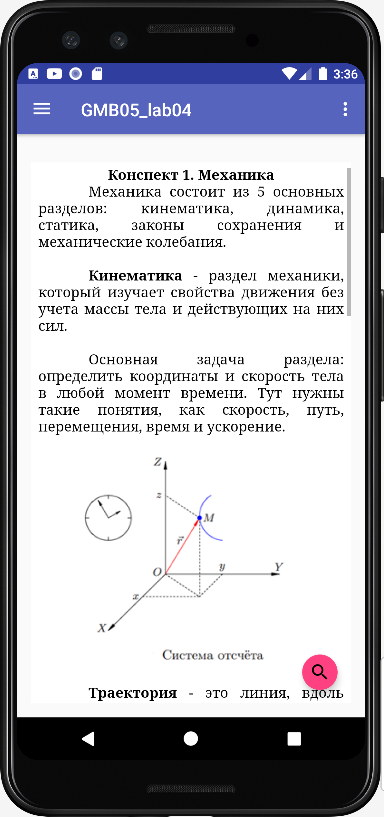 3:36
GMB05_lab04
Конспект 1. Механика
Механика состоит из 5 основных
разделов: кинематика, динамика,
статика, законы сохранения и
механические колебания.
Кинематика - раздел механики,
который изучает свойства движения без
учета массы тела и действующих на них
сил.
Основная задача раздела:
определить координаты и скорость тела
в любой момент времени. Тут нужны
такие понятия, как скорость, путь,
перемещения, время и ускорение.
Z
z
M
r⃗
O
y
Y
x
X
Система отсчёта
Траектория - это линия, вдоль